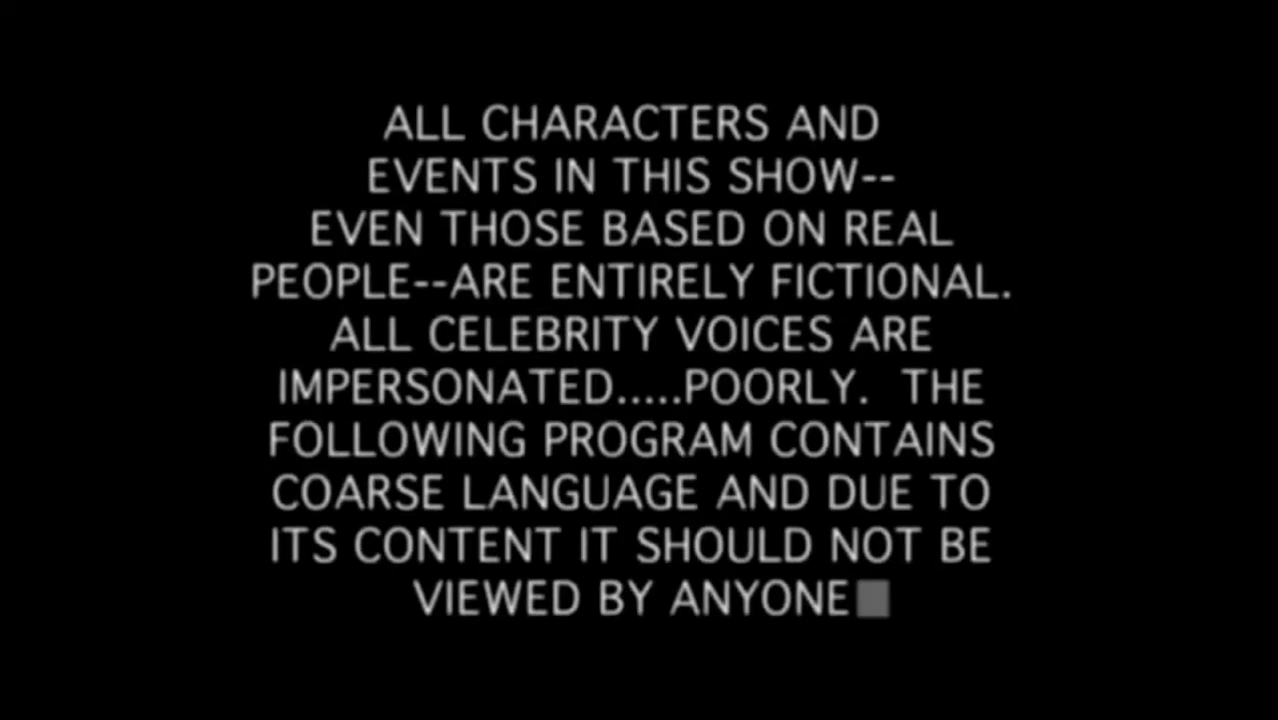 ALL CHARACTERS AND
EVENTS IN THIS SHOW--
EVEN THOSE BASED ON REAL
PEOPLE--ARE ENTIRELY FICTIONAL.
ALL CELEBRITY VOICES ARE
IMPERSONATED.....POORLY.  THE
FOLLOWING PROGRAM CONTAINS
COARSE LANGUAGE AND DUE TO
ITS CONTENT IT SHOULD NOT BE
VIEWED BY ANYONE